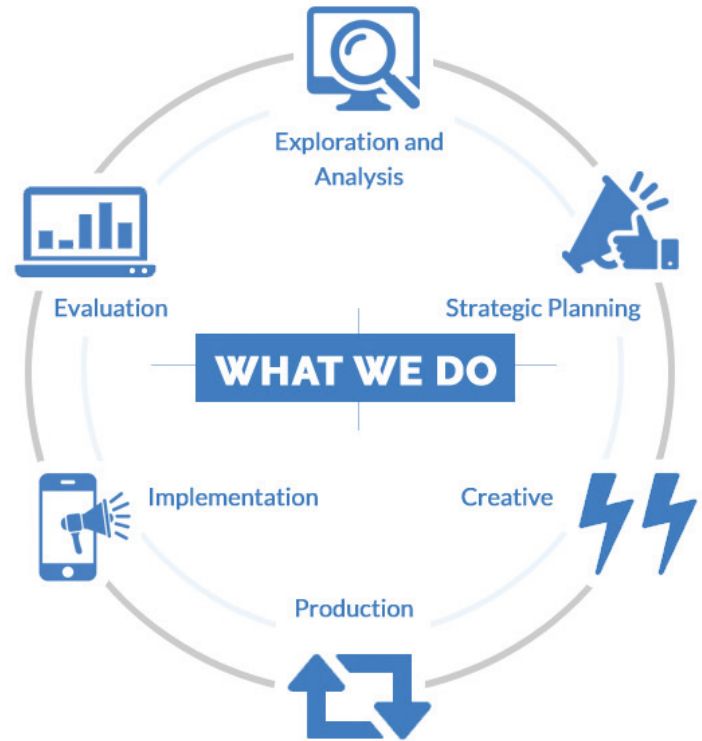 Exploration and
Analysis
Strategic Planning
Creative
Production
Implementation
Evaluation
WHAT WE DO